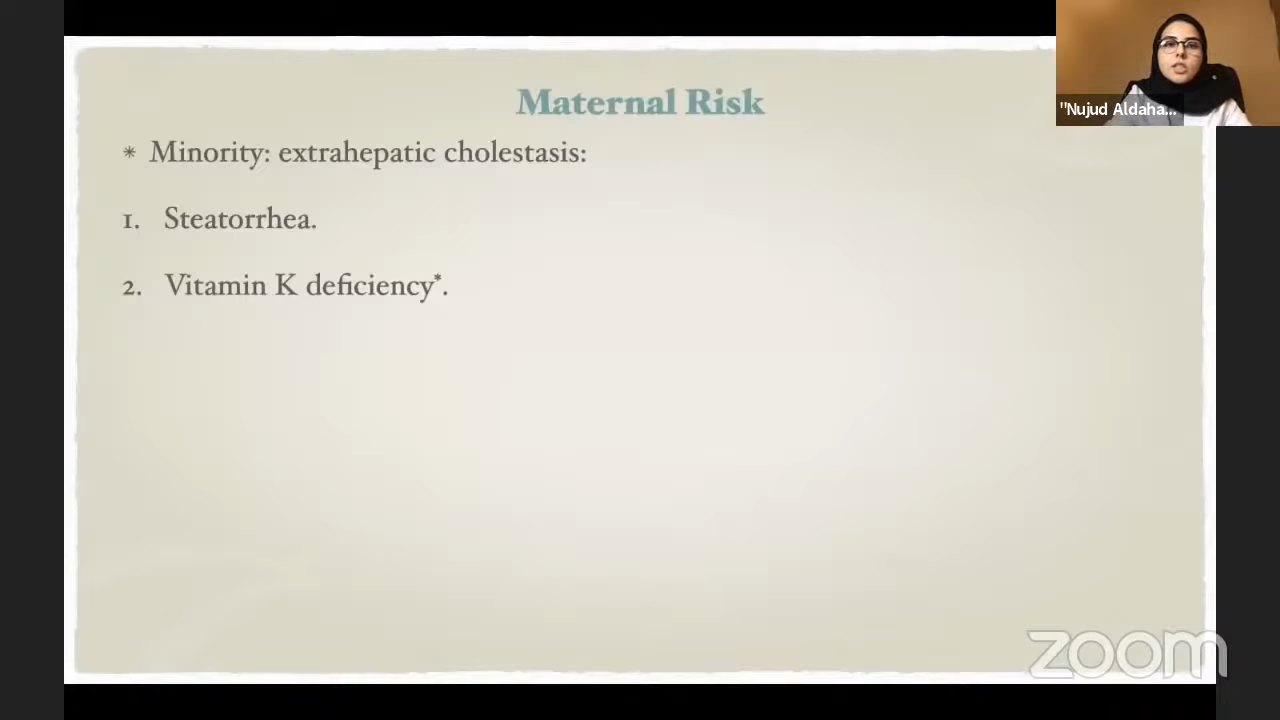 Maternal Risk
* Minority: extrahepatic cholestasis:
1. Steatorrhea.
2. Vitamin K deficiency*.
"Nujud Aldaha...
zoom